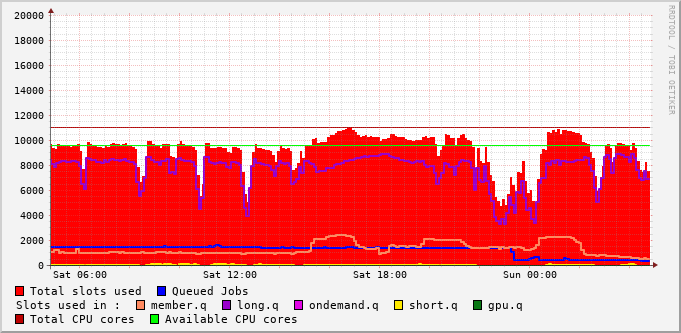 20000
18000
16000
14000
12000
10000
8000
6000
4000
2000
0
Sat 06:00 Sat 12:00 Sat 18:00 Sun 00:00
RRDTOOL / TOBI OETIKER
Total slots used Queued Jobs
Slots used in : member.q long.q ondemand.q short.q gpu.q
Total CPU cores Available CPU cores